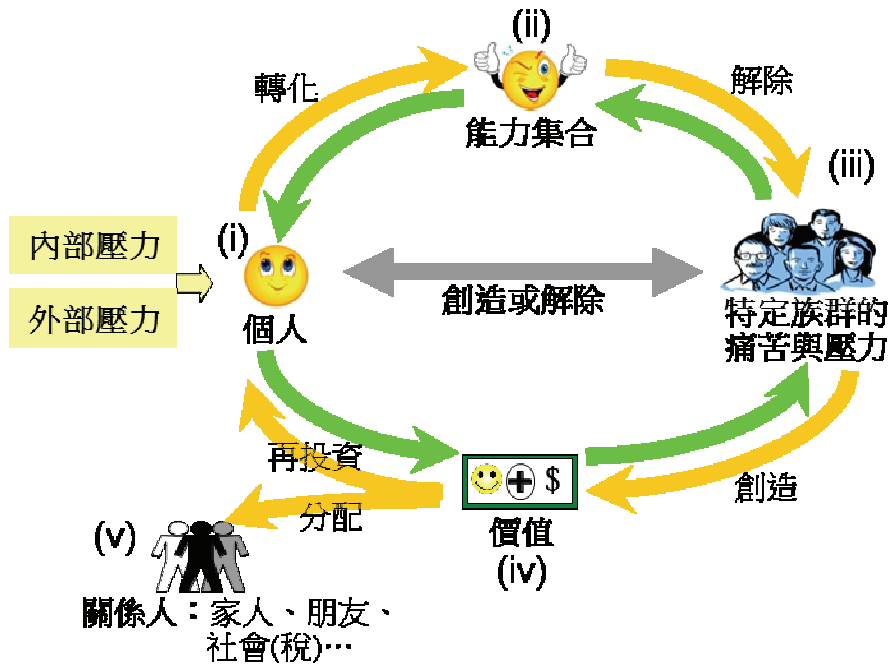 (ii)
轉化
解除
能力集合
(iii)
(i)
內部壓力
外部壓力
個人
創造或解除
特定族群的
痛苦與壓力
再投資
分配
$
創造
價值
(iv)
(v)
關係人：家人、朋友、
社會(稅)…